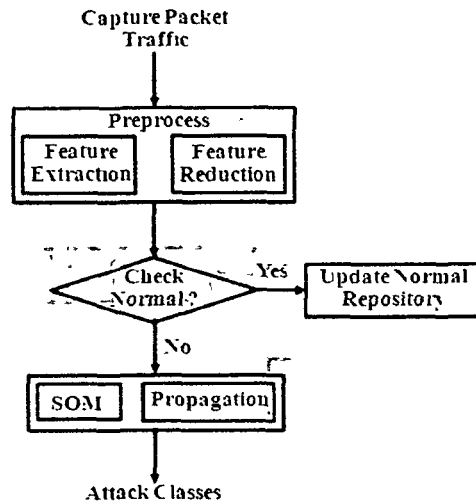 Capture Packet
Traffic
Preprocess
Feature
Extraction
Feature
Reduction
Check
Normal ?
Yes
Update Normal
Repository
No
SOM
Propagation
Attack Classes